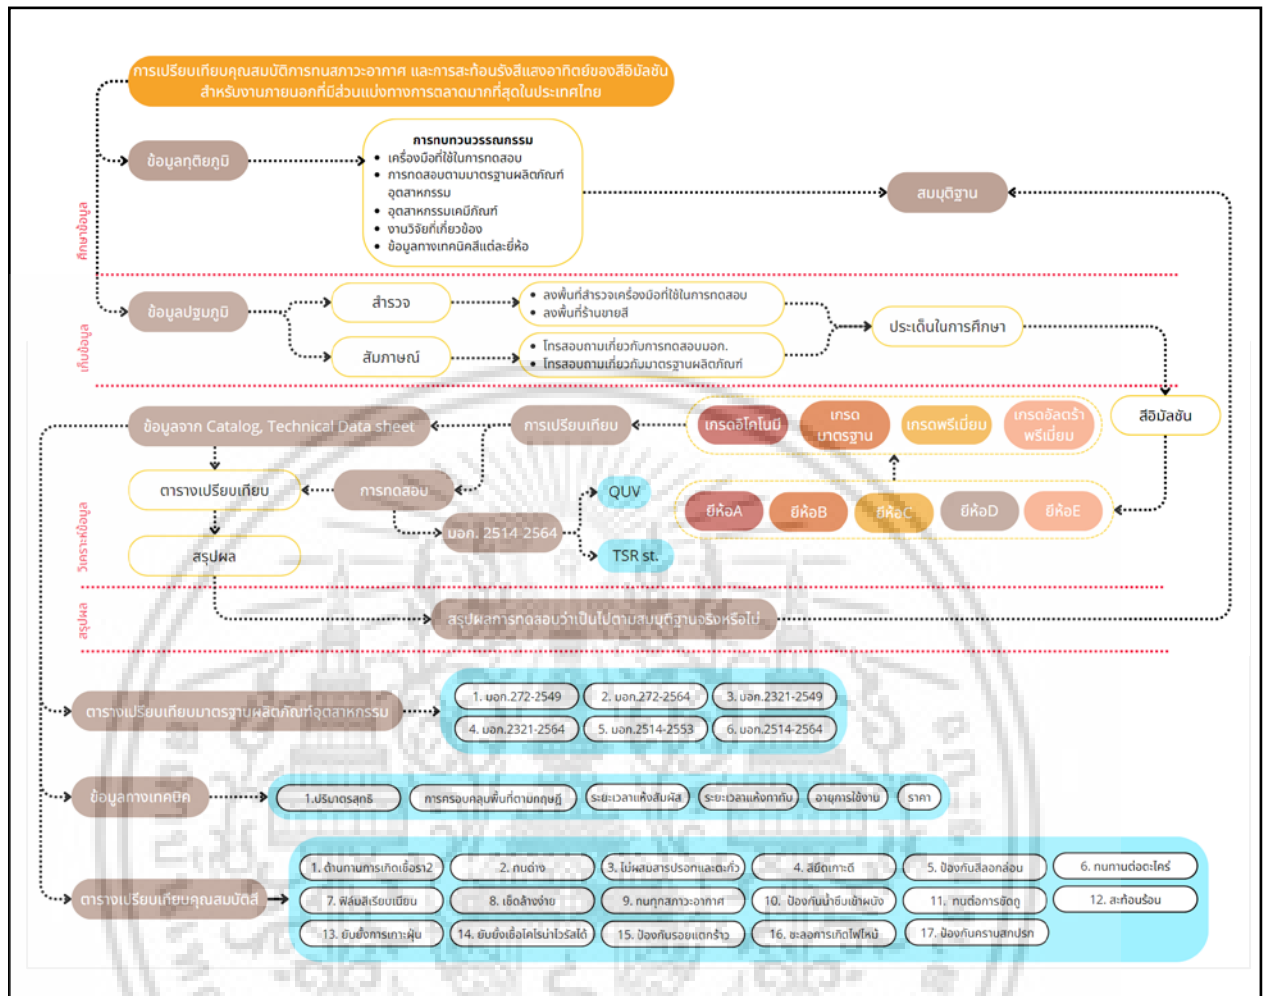 การเปรียบเทียบคุณสมบัติการทนสภาวะอากาศ และการสะท้อนรังสีแสงอาทิตย์ของสีอิมัลชัน
สำหรับงานภายนอกที่มีส่วนแบ่งทางการตลาดมากที่สุดในประเทศไทย
ศึกษาข้อมูล
ข้อมูลทุติยภูมิ
การทบทวนวรรณกรรม
• เครื่องมือที่ใช้ในการทดสอบ
• การทดสอบตามมาตรฐานผลิตภัณฑ์
อุตสาหกรรม
• อุตสาหกรรมเคมีภัณฑ์
• งานวิจัยที่เกี่ยวข้อง
• ข้อมูลทางเทคนิคสีแต่ละยี่ห้อ
สมมุติฐาน
เก็บข้อมูล
ข้อมูลปฐมภูมิ
สำรวจ
• ลงพื้นที่สำรวจเครื่องมือที่ใช้ในการทดสอบ
• ลงพื้นที่ร้านขายสี
สัมภาษณ์
• โทรสอบถามเกี่ยวกับการทดสอบมอก.
• โทรสอบถามเกี่ยวกับมาตรฐานผลิตภัณฑ์
ประเด็นในการศึกษา
วิเคราะห์ข้อมูล
ข้อมูลจาก Catalog, Technical Data sheet
การเปรียบเทียบ
เกรดอีโคโนมี
เกรด
มาตรฐาน
เกรดพรีเมี่ยม
เกรดอัลตร้า
พรีเมี่ยม
สีอิมัลชัน
ตารางเปรียบเทียบ
การทดสอบ
QUV
ยี่ห้อA
ยี่ห้อB
ยี่ห้อC
ยี่ห้อD
ยี่ห้อE
มอก. 2514-2564
สรุปผล
TSR st.
สรุปผล
สรุปผลการทดสอบว่าเป็นไปตามสมมุติฐานจริงหรือไม่
ตารางเปรียบเทียบมาตรฐานผลิตภัณฑ์อุตสาหกรรม
1. มอก.272-2549
2. มอก.272-2564
3. มอก.2321-2549
4. มอก.2321-2564
5. มอก.2514-2553
6. มอก.2514-2564
ข้อมูลทางเทคนิค
1.ปริมาตรสุทธิ
การครอบคลุมพื้นที่ตามทฤษฎี
ระยะเวลาแห้งสัมผัส
ระยะเวลาแห้งทาทับ
อายุการใช้งาน
ราคา
ตารางเปรียบเทียบคุณสมบัติสี
1. ต้านทานการเกิดเชื้อรา2
2. ทนด่าง
3. ไม่ผสมสารปรอทและตะกั่ว
4. สียึดเกาะดี
5. ป้องกันสีลอกล่อน
6. ทนทานต่อตะไคร่
7. ฟิล์มสีเรียบเนียน
8. เช็ดล้างง่าย
9. ทนทุกสภาวะอากาศ
10. ป้องกันน้ำซึมเข้าผนัง
11. ทนต่อการขัดถู
12. สะท้อนร้อน
13. ยับยั้งการเกาะฝุ่น
14. ยับยั้งเชื้อไคโรน่าไวรัสได้
15. ป้องกันรอยแตกร้าว
16. ชะลอการเกิดไฟไหม้
17. ป้องกันคราบสกปรก